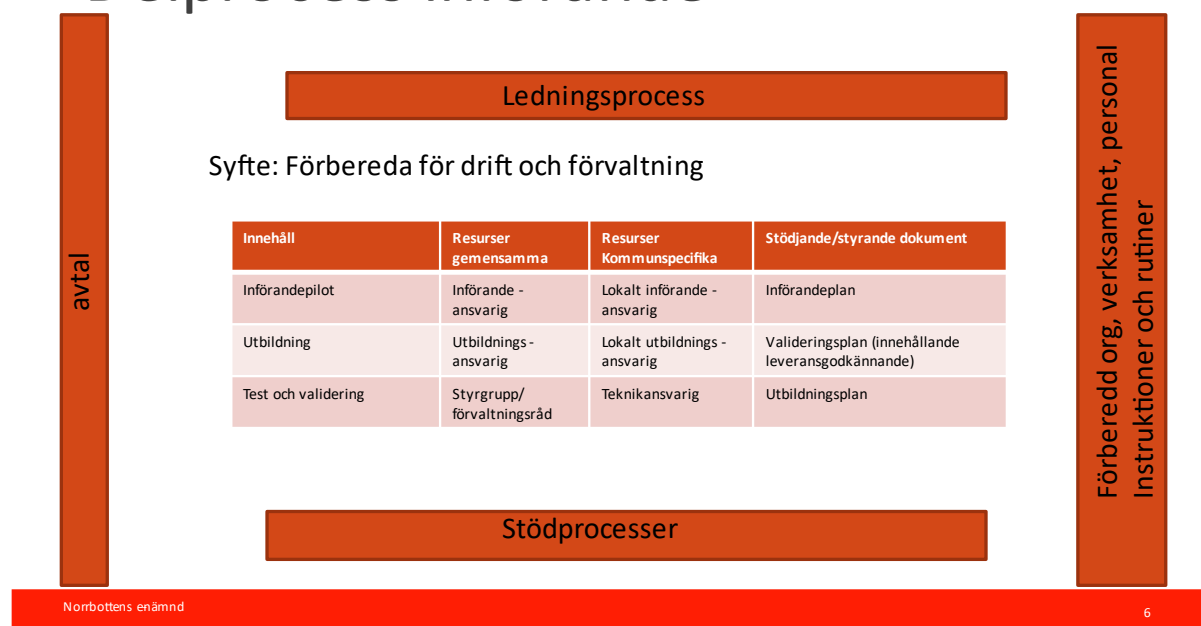 Delprocess införande
avtal
Ledningsprocess
Syfte: Förbereda för drift och förvaltning
Innehåll
Resurser
gemensamma
Resurser
Kommunspecifika
Stödjande/styrande dokument
Införandepilot
Införande -
ansvarig
Lokalt införande -
ansvarig
Införandeplan
Utbildning
Utbildnings -
ansvarig
Lokalt utbildnings -
ansvarig
Valideringsplan (innehållande
leveransgodkännande)
Test och validering
Styrgrupp/
förvaltningsråd
Teknikansvarig
Utbildningsplan
Stödprocesser
Förberedd org, verksamhet, personal
Instruktioner och rutiner
Norrbottens enämnd
6